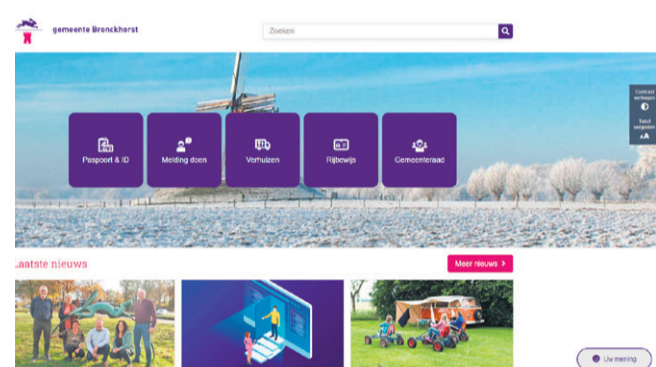 gemeente Bronckhorst
Zoeken
Contrast
verhogen
Tekst
vergroten
AA
Paspoort & ID
Melding doen
Verhuizen
Rijbewijs
Gemeenteraad
Laatste nieuws
Meer nieuws
Uw mening